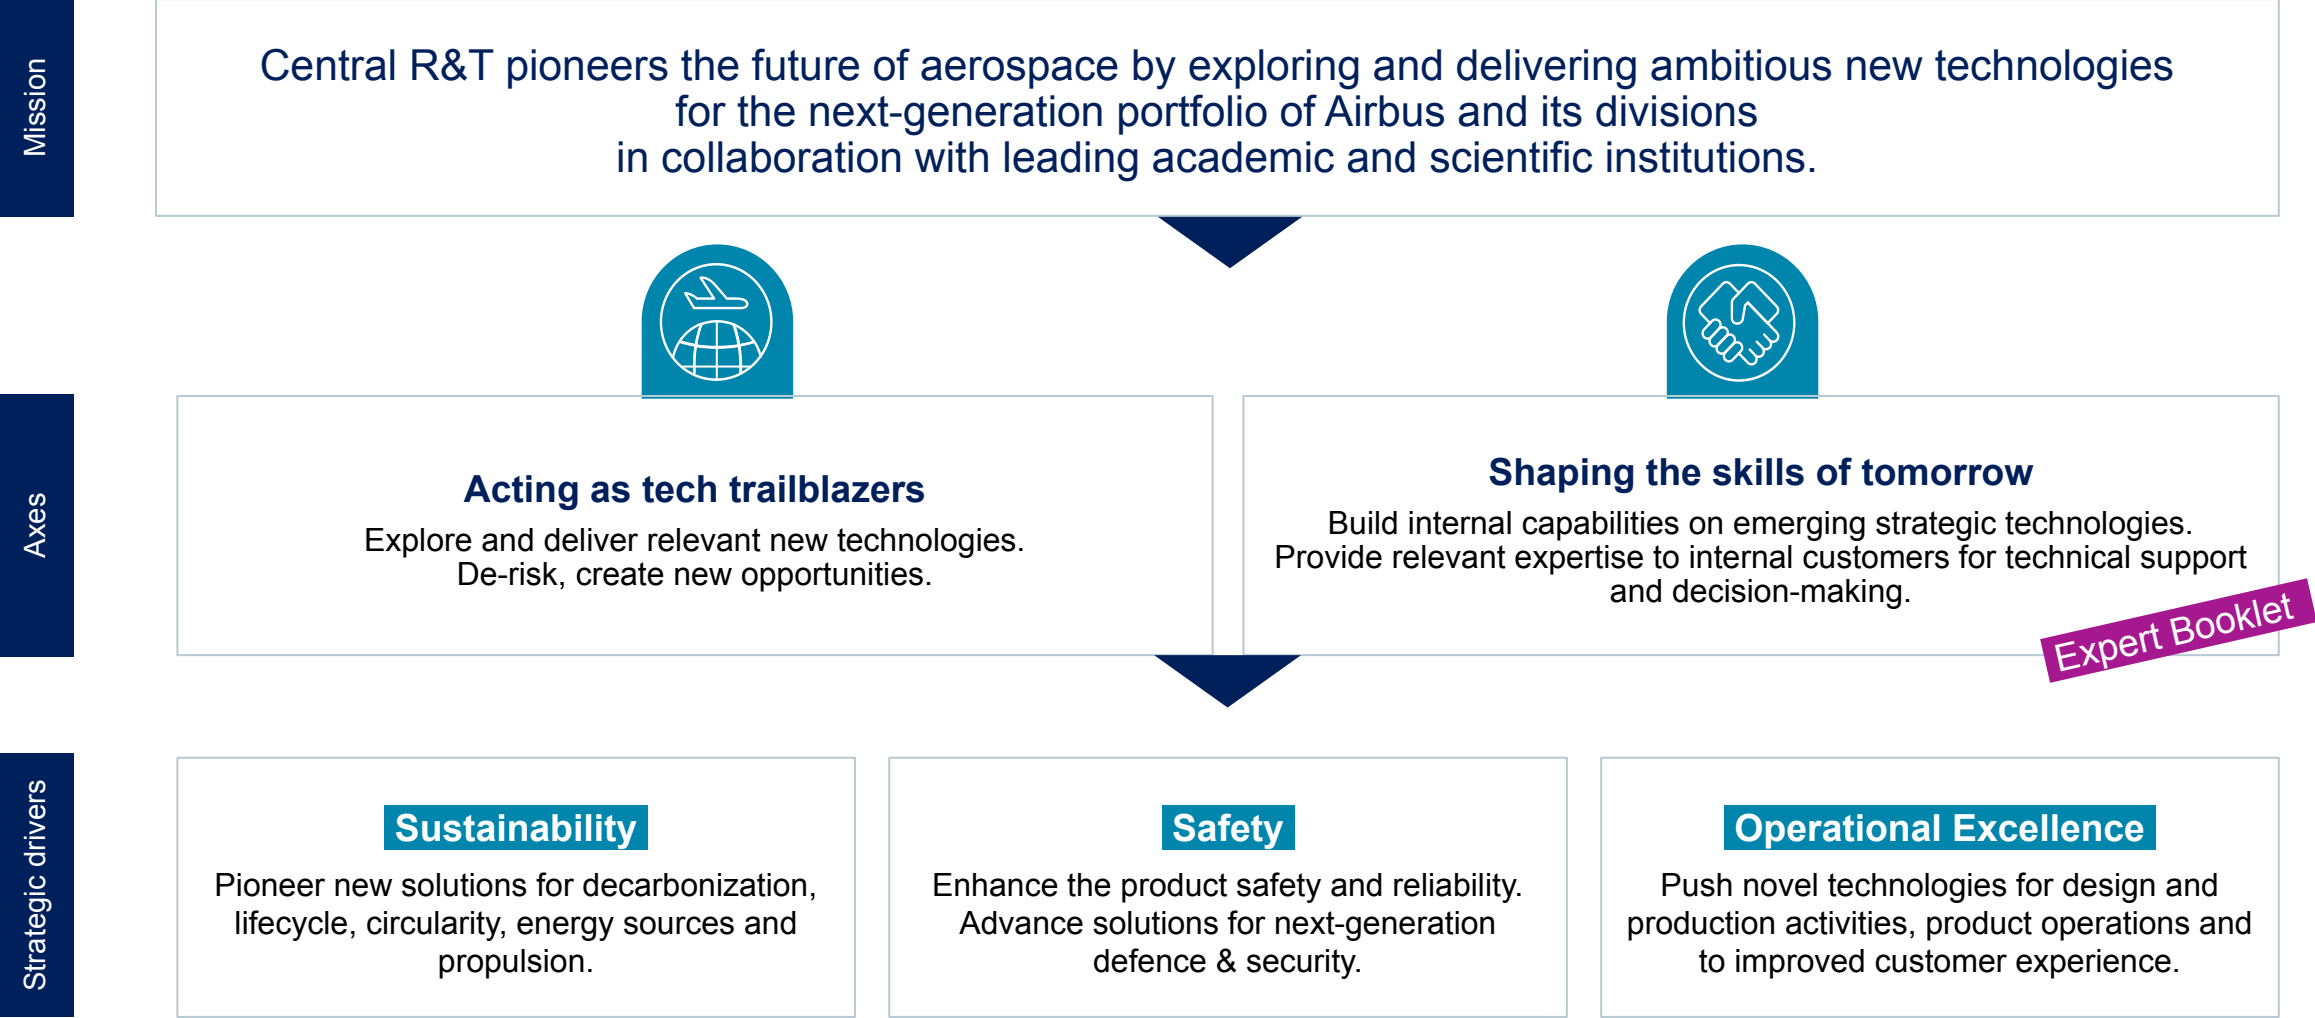 Mission
Central R&T pioneers the future of aerospace by exploring and delivering ambitious new technologies
for the next-generation portfolio of Airbus and its divisions
in collaboration with leading academic and scientific institutions.
Axes
Acting as tech trailblazers
Explore and deliver relevant new technologies.
De-risk, create new opportunities.
Shaping the skills of tomorrow
Build internal capabilities on emerging strategic technologies.
Provide relevant expertise to internal customers for technical support
and decision-making.
Expert Booklet
Strategic drivers
Sustainability
Pioneer new solutions for decarbonization,
lifecycle, circularity, energy sources and
propulsion.
Safety
Enhance the product safety and reliability.
Advance solutions for next-generation
defence & security.
Operational Excellence
Push novel technologies for design and
production activities, product operations and
to improved customer experience.